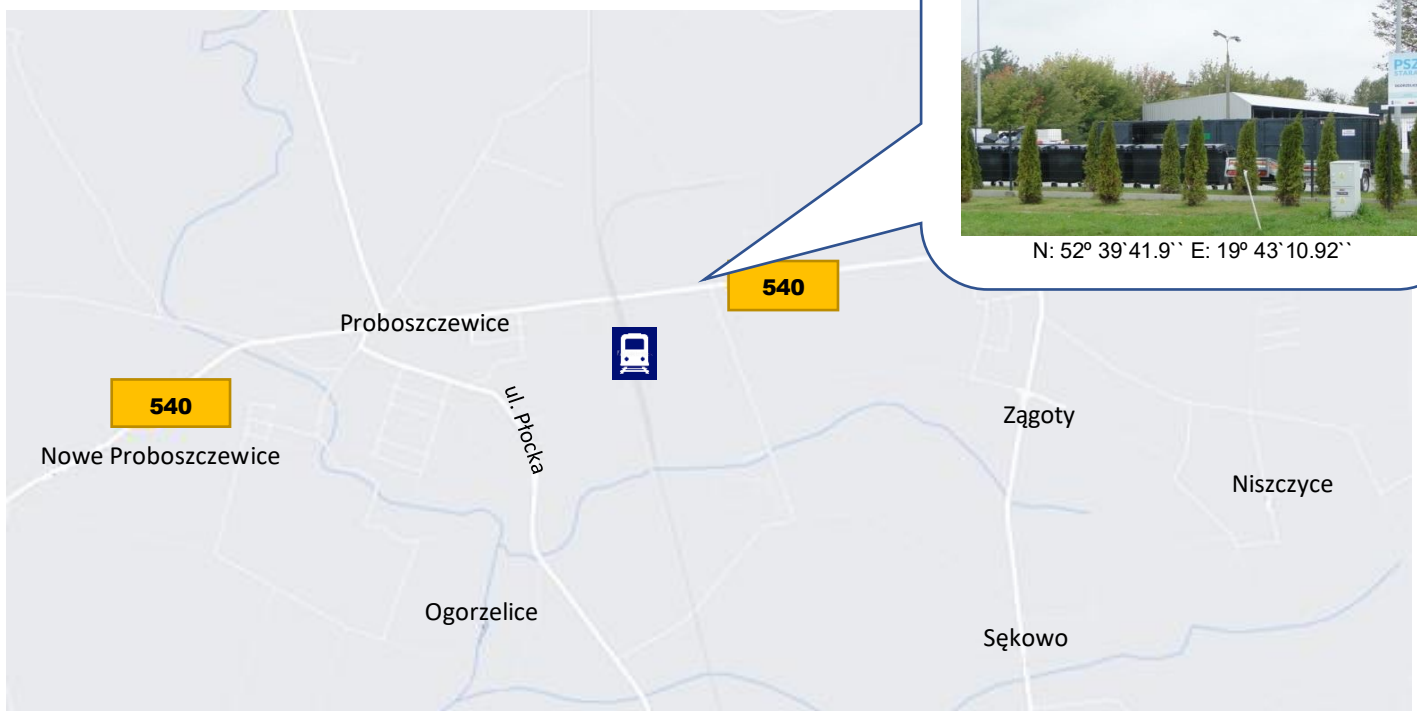 PSZ
N: 52º 39`41.9`` E: 19º 43`10.92``
540
Proboszczewice
540
Nowe Proboszczewice
ul. Płocka
Zągoty
Niszczyce
Ogorzelice
Sękowo